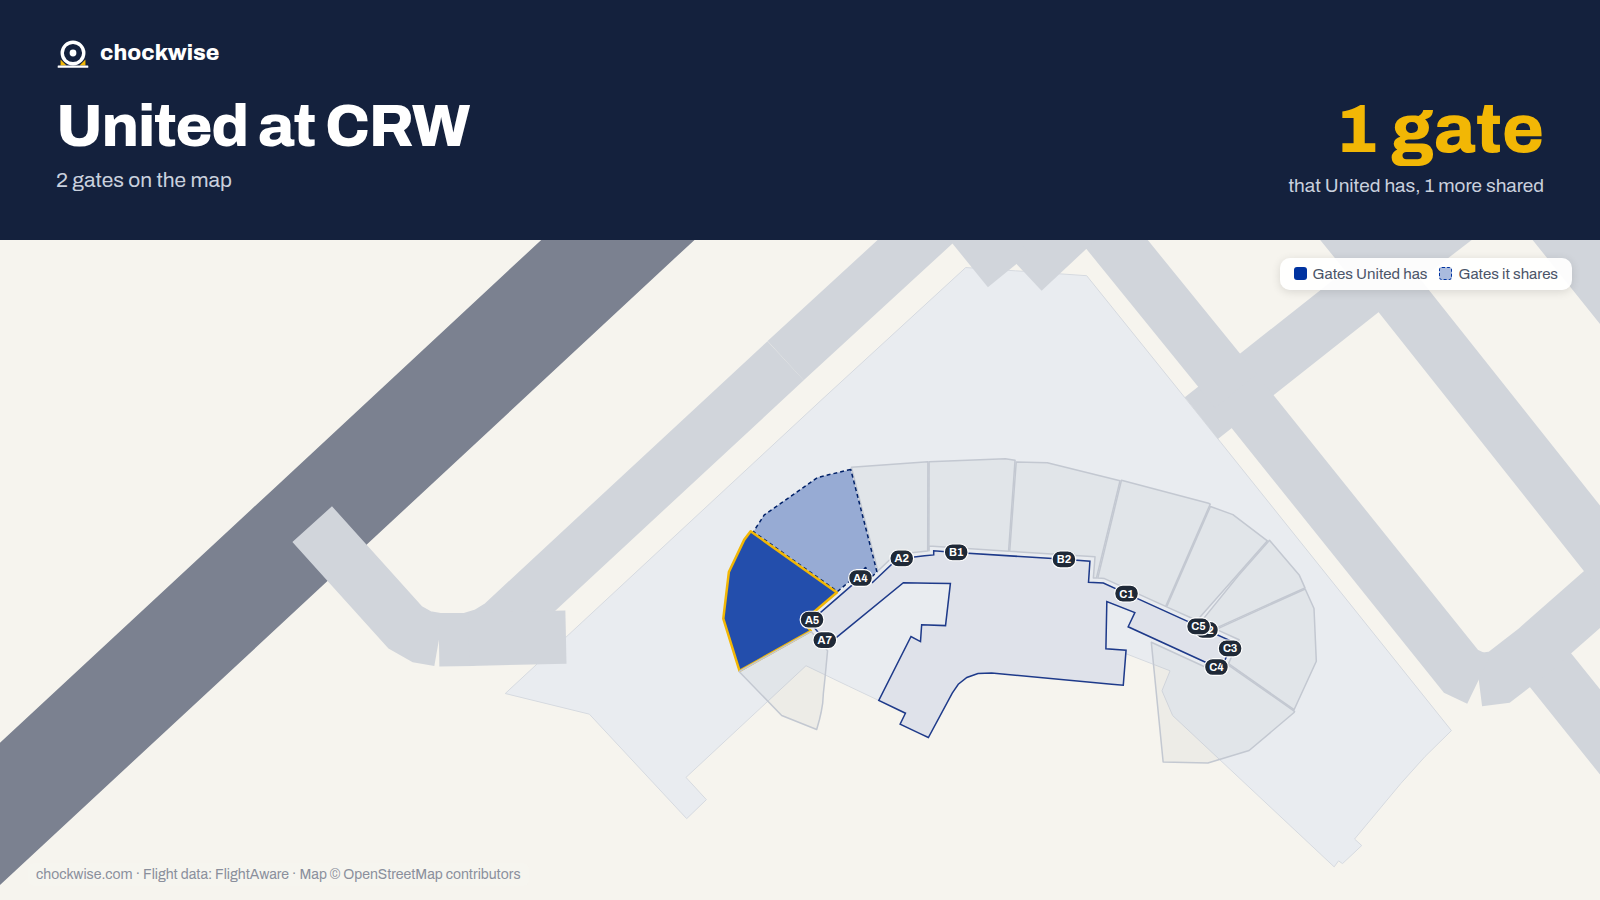 chockwise
United at CRW
2 gates on the map
1 gate
that United has, 1 more shared
Gates United has
Gates it shares
A2
B1
B2
A4
C1
A5
C5
A7
C3
C4
chockwise.com · Flight data: FlightAware · Map © OpenStreetMap contributors